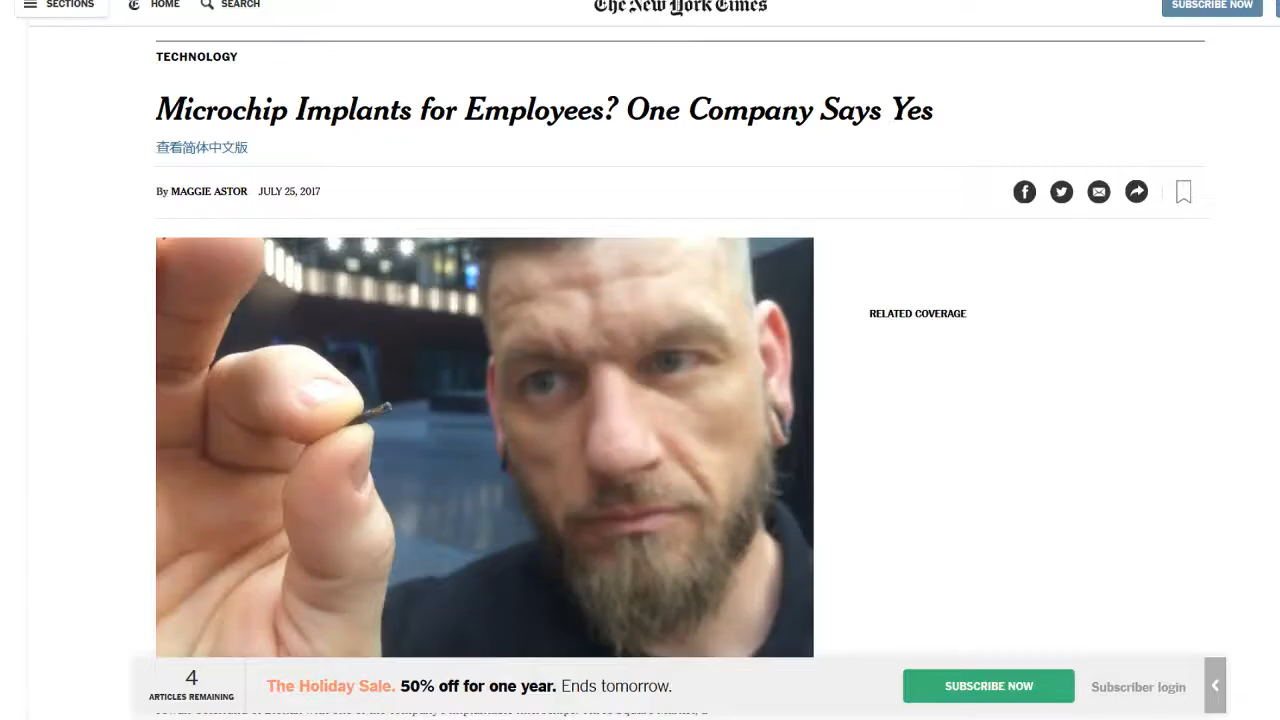 SECTIONS HOME SEARCH The New York Times SUBSCRIBE NOW
TECHNOLOGY
Microchip Implants for Employees? One Company Says Yes
查看简体中文版
By MAGGIE ASTOR JULY 25, 2017
RELATED COVERAGE
4
ARTICLES REMAINING
The Holiday Sale. 50% off for one year. Ends tomorrow.
SUBSCRIBE NOW
Subscriber login